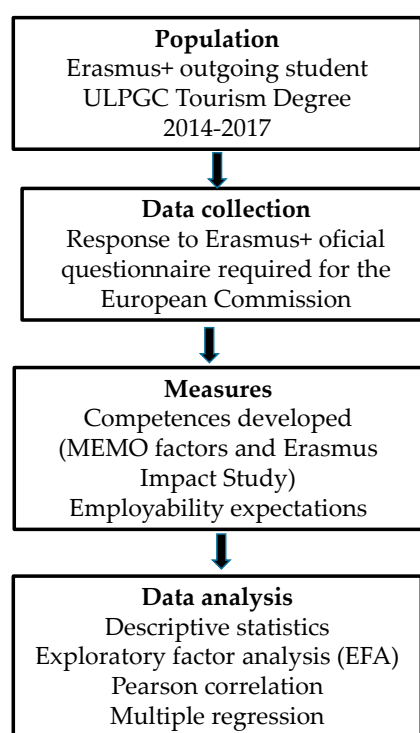 Population
Erasmus+ outgoing student
ULPGC Tourism Degree
2014-2017
Data collection
Response to Erasmus+ oficial
questionnaire required for the
European Commission
Measures
Competences developed
(MEMO factors and Erasmus
Impact Study)
Employability expectations
Data analysis
Descriptive statistics
Exploratory factor analysis (EFA)
Pearson correlation
Multiple regression